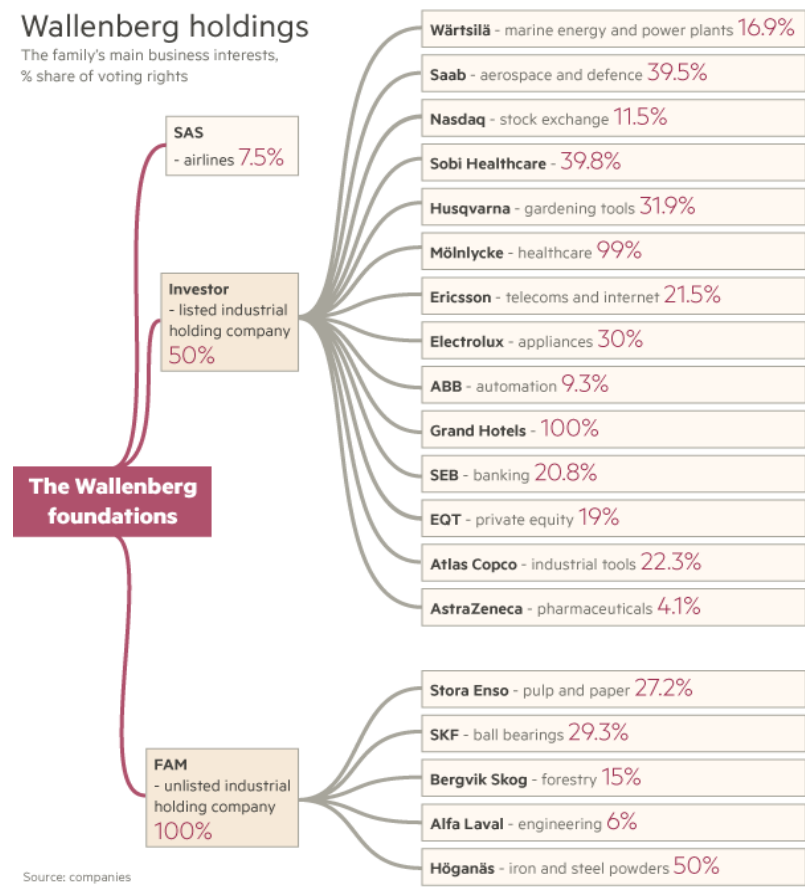 Wallenberg holdings
The family's main business interests,
% share of voting rights
SAS
- airlines 7.5%
Investor
- listed industrial
holding company
50%
The Wallenberg
foundations
FAM
- unlisted industrial
holding company
100%
Wärtsilä - marine energy and power plants 16.9%
Saab - aerospace and defence 39.5%
Nasdaq - stock exchange 11.5%
Sobi Healthcare - 39.8%
Husqvarna - gardening tools 31.9%
Mölnlycke - healthcare 99%
Ericsson - telecoms and internet 21.5%
Electrolux - appliances 30%
ABB - automation 9.3%
Grand Hotels - 100%
SEB - banking 20.8%
EQT - private equity 19%
Atlas Copco - industrial tools 22.3%
AstraZeneca - pharmaceuticals 4.1%
Stora Enso - pulp and paper 27.2%
SKF - ball bearings 29.3%
Bergvik Skog - forestry 15%
Alfa Laval - engineering 6%
Höganäs - iron and steel powders 50%
Source: companies